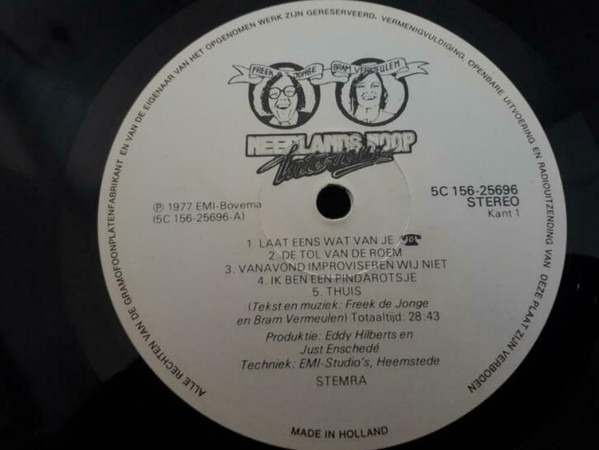 ALLE RECHTEN VAN DE GRAMOFOONPLATENFABRIKANT EN VAN DE EIGENAAR VAN HET OPGENOMEN WERK ZIJN GERESERVEERD. VERMENIGVULDIGING, OPENBARE UITVOERING EN RADIOUITZENDING VAN DEZE PLAAT ZIJN VERBODEN
FREEK DE JONGE BRAM VERMEULEN
NEERLANDS HOOP
℗ 1977 EMI-Bovema
(5C 156-25696-A)
5C 156-25696
STEREO
Kant 1
1. LAAT EENS WAT VAN JE
2. DE TOL VAN DE ROEM
3. VANAVOND IMPROVISEREN WIJ NIET
4. IK BEN EEN PINDAROTSJE
5. THUIS
(Tekst en muziek: Freek de Jonge
en Bram Vermeulen) Totaaltijd: 28:43
Produktie: Eddy Hilberts en
Just Enschedé
Techniek: EMI-Studio's, Heemstede
STEMRA
MADE IN HOLLAND